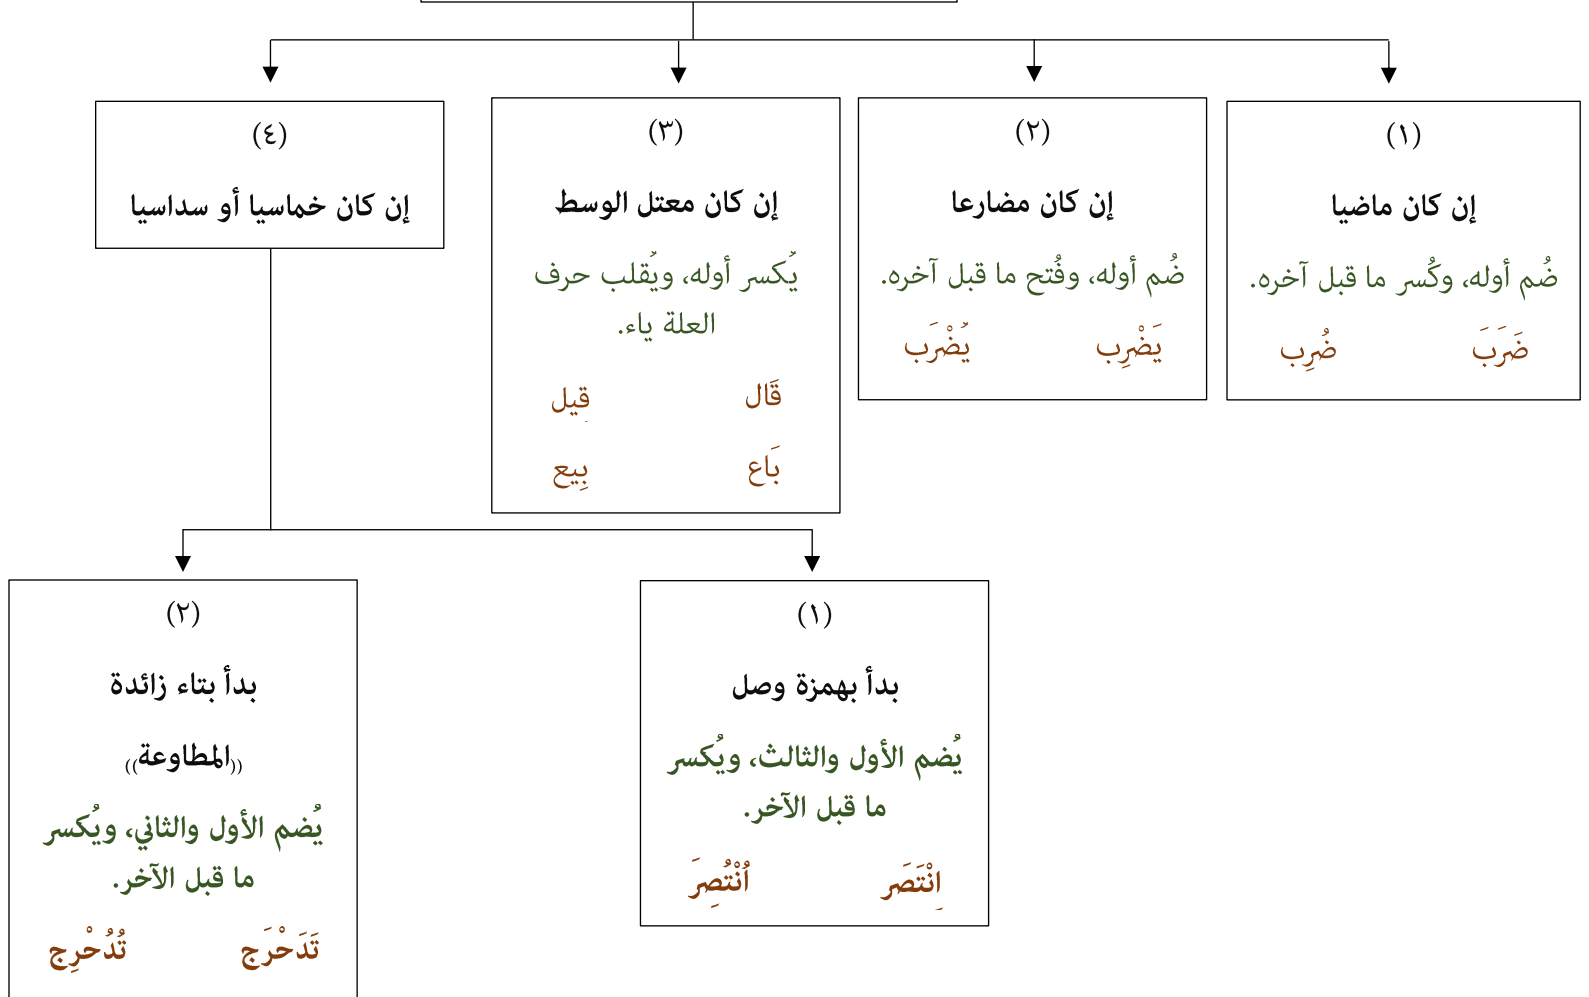 (١)
إن كان ماضيا
ضُم أوله، وكُسر ما قبل آخره.
ضَرَبَ ضُرِب
(٢)
إن كان مضارعا
ضُم أوله، وفُتح ما قبل آخره.
يَضْرِب يُضْرَب
(٣)
إن كان معتل الوسط
يُكسر أوله، ويُقلب حرف
العلة ياء.
قَال قِيل
بَاع بِيع
(٤)
إن كان خماسيا أو سداسيا
(١)
بدأ بهمزة وصل
يُضم الأول والثالث، ويُكسر
ما قبل الآخر.
اِنْتَصَر اُنْتُصِرَ
(٢)
بدأ بتاء زائدة
((المطاوعة))
يُضم الأول والثاني، ويُكسر
ما قبل الآخر.
تَدَحْرَج تُدُحْرِج